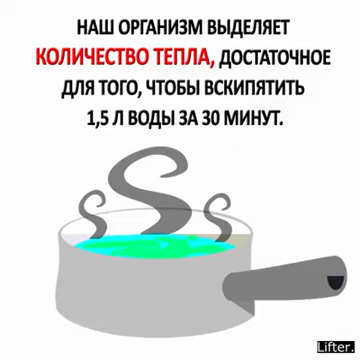 НАШ ОРГАНИЗМ ВЫДЕЛЯЕТ
КОЛИЧЕСТВО ТЕПЛА, ДОСТАТОЧНОЕ
ДЛЯ ТОГО, ЧТОБЫ ВСКИПЯТИТЬ
1,5 Л ВОДЫ ЗА 30 МИНУТ.
Lifter.